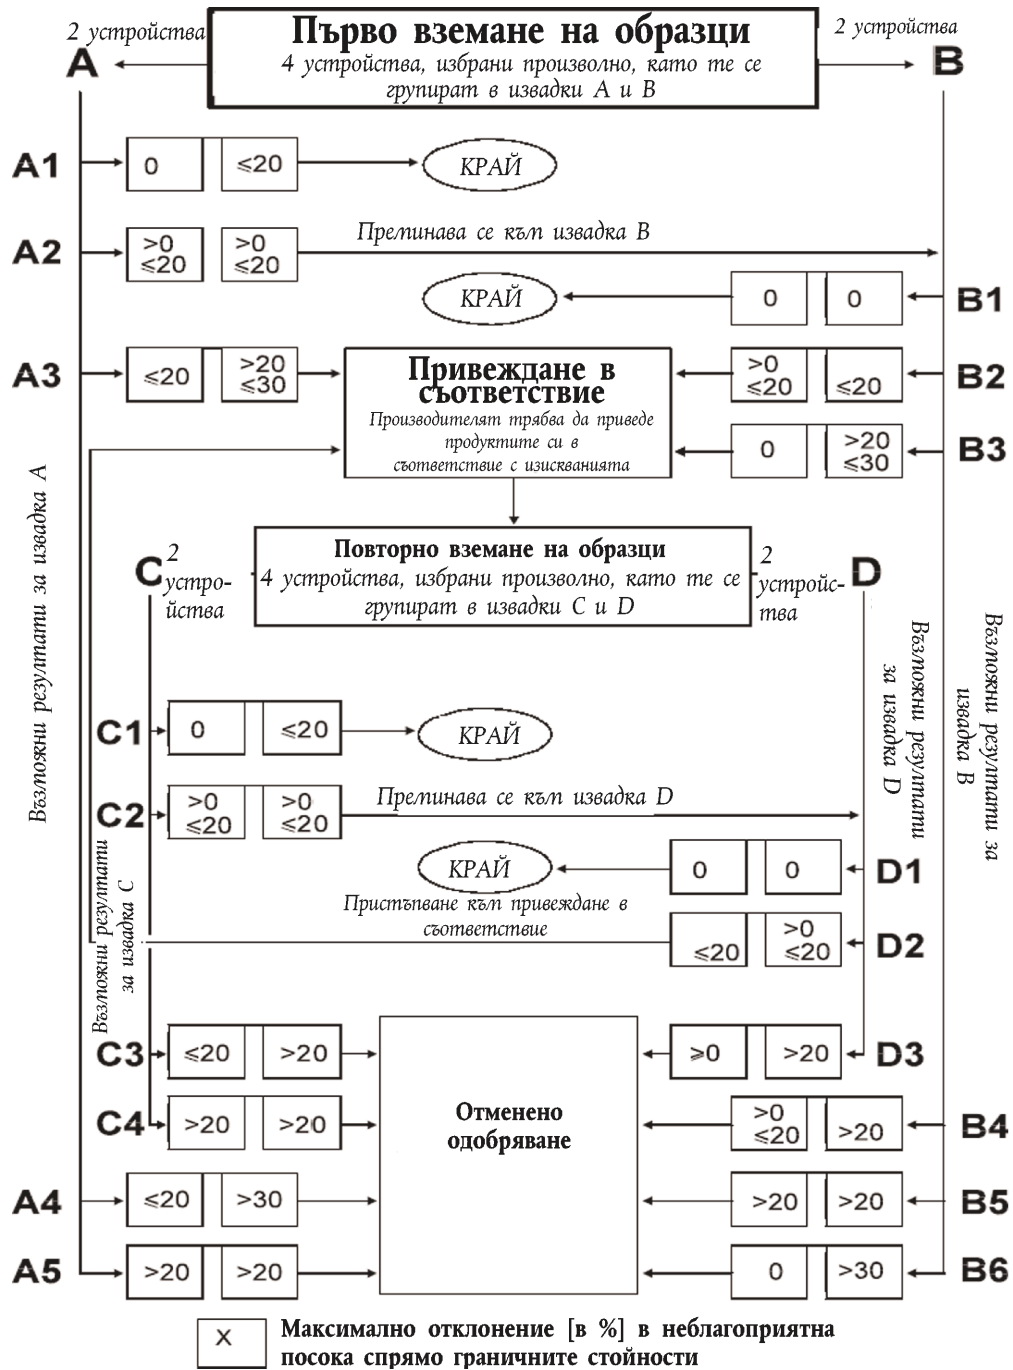 2 устройства
Първо вземане на образци
2 устройства
A
4 устройства, избрани произволно, като те се
групират в извадки A и B
B
A1
0
≤20
КРАЙ
A2
>0
≤20
>0
≤20
Преминава се към извадка B
КРАЙ
0
0
B1
A3
≤20
>20
≤30
Привеждане в
съответствие
Производителят трябва да приведе
продуктите си в
съответствие с изискванията
>0
≤20
≤20
B2
0
>20
≤30
B3
Възможни резултати за извадка A
C
2
устро-
йства
Повторно вземане на образци
4 устройства, избрани произволно, като те се
групират в извадки C и D
2
устройс-
тва
D
Възможни резултати
за извадка D
Възможни резултати за
извадка B
C1
0
≤20
КРАЙ
C2
>0
≤20
>0
≤20
Преминава се към извадка D
Възможни резултати
за извадка C
КРАЙ
0
0
D1
Пристъпване към привеждане в
съответствие
≤20
>0
≤20
D2
C3
≤20
>20
≥0
>20
D3
C4
>20
>20
Отменено
одобряване
>0
≤20
>20
B4
A4
≤20
>30
>20
>20
B5
A5
>20
>20
0
>30
B6
X
Максимално отклонение [в %] в неблагоприятна
посока спрямо граничните стойности